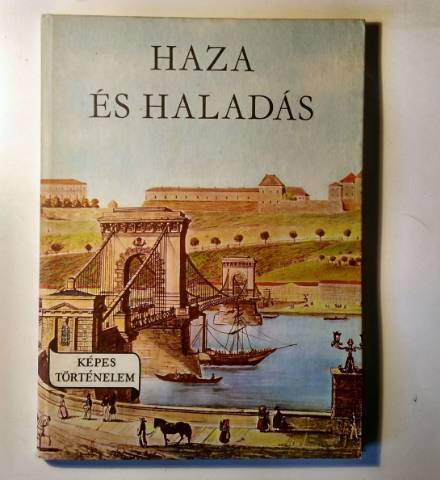 HAZA
ÉS HALADÁS
KÉPES
TÖRTÉNELEM